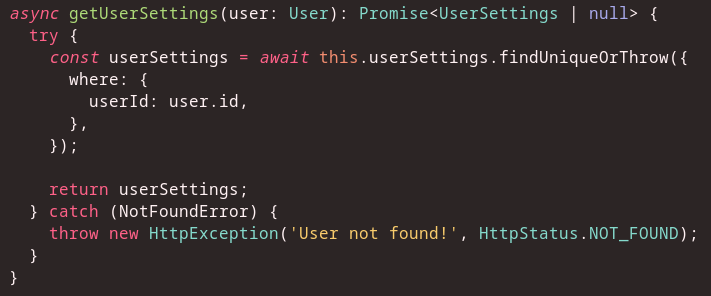 async getUserSettings(user: User): Promise<UserSettings | null> {
  try {
    const userSettings = await this.userSettings.findUniqueOrThrow({
      where: {
        userId: user.id,
      },
    });

    return userSettings;
  } catch (NotFoundError) {
    throw new HttpException('User not found!', HttpStatus.NOT_FOUND);
  }
}